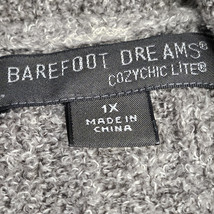 BAREFOOT DREAMS®
COZYCHIC LITE®
1X
MADE IN
CHINA